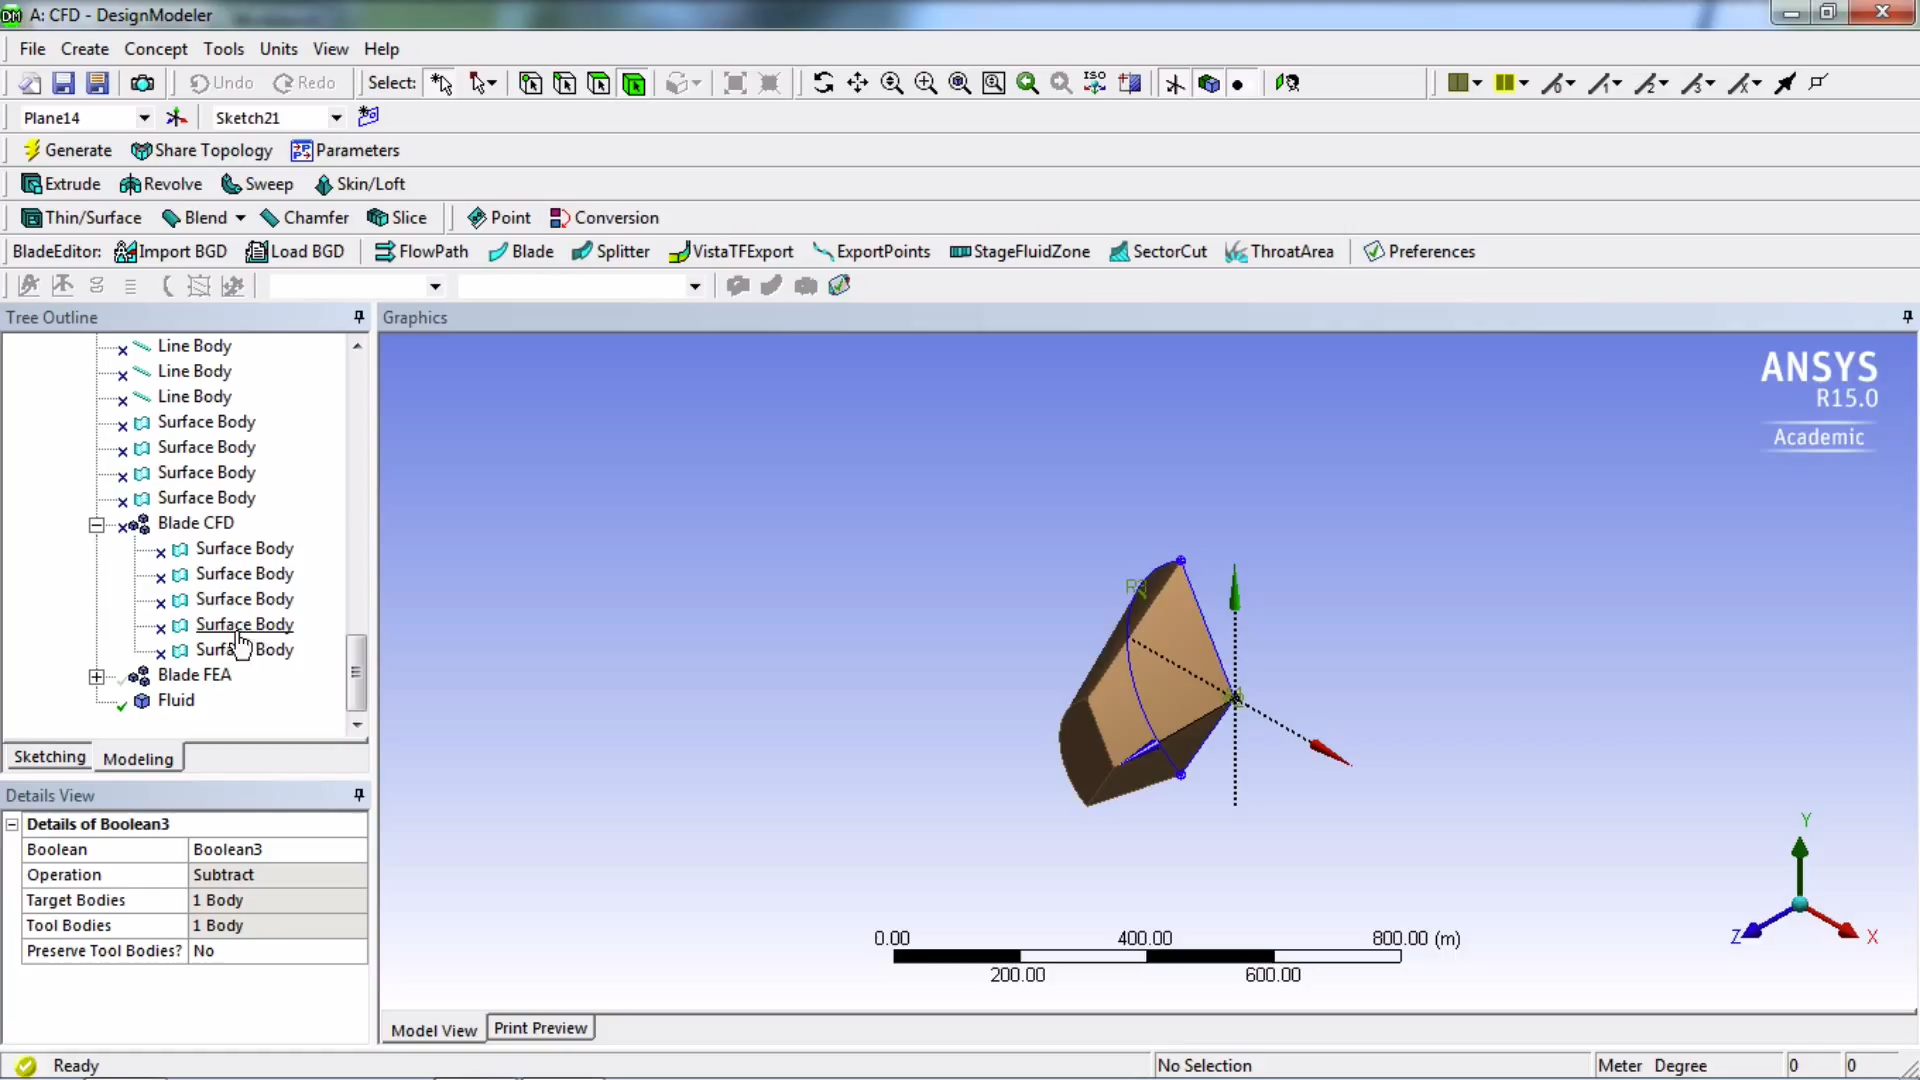 A: CFD - DesignModeler
File Create Concept Tools Units View Help
Undo Redo Select: ISO
Plane14 Sketch21
Generate Share Topology Parameters
Extrude Revolve Sweep Skin/Loft
Thin/Surface Blend Chamfer Slice Point Conversion
BladeEditor: Import BGD Load BGD FlowPath Blade Splitter VistaTFExport ExportPoints StageFluidZone SectorCut ThroatArea Preferences
Tree Outline
Line Body
Line Body
Line Body
Surface Body
Surface Body
Surface Body
Surface Body
Blade CFD
Surface Body
Surface Body
Surface Body
Surface Body
Surface Body
Blade FEA
Fluid
Sketching Modeling
Details View
Details of Boolean3
Boolean Boolean3
Operation Subtract
Target Bodies 1 Body
Tool Bodies 1 Body
Preserve Tool Bodies? No
Graphics
ANSYS
R15.0
Academic
Y
Z
X
0.00 400.00 800.00 (m)
200.00 600.00
Model View Print Preview
Ready No Selection Meter Degree 0 0